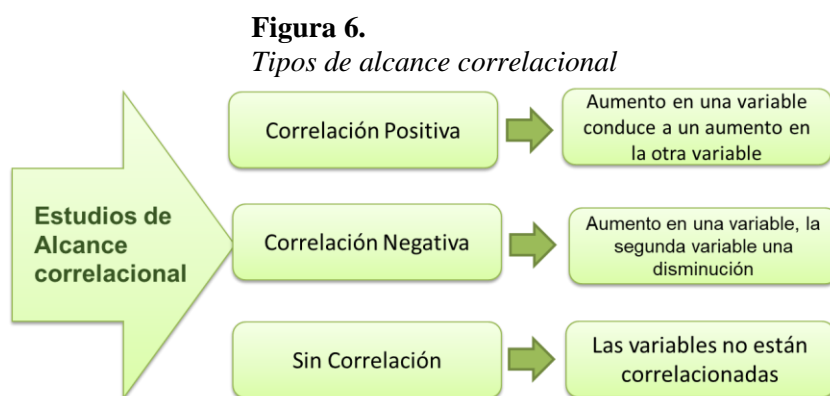 Figura 6.
Tipos de alcance correlacional
Estudios de
Alcance
correlacional
Correlación Positiva
Aumento en una variable
conduce a un aumento en
la otra variable
Correlación Negativa
Aumento en una variable, la
segunda variable una
disminución
Sin Correlación
Las variables no están
correlacionadas